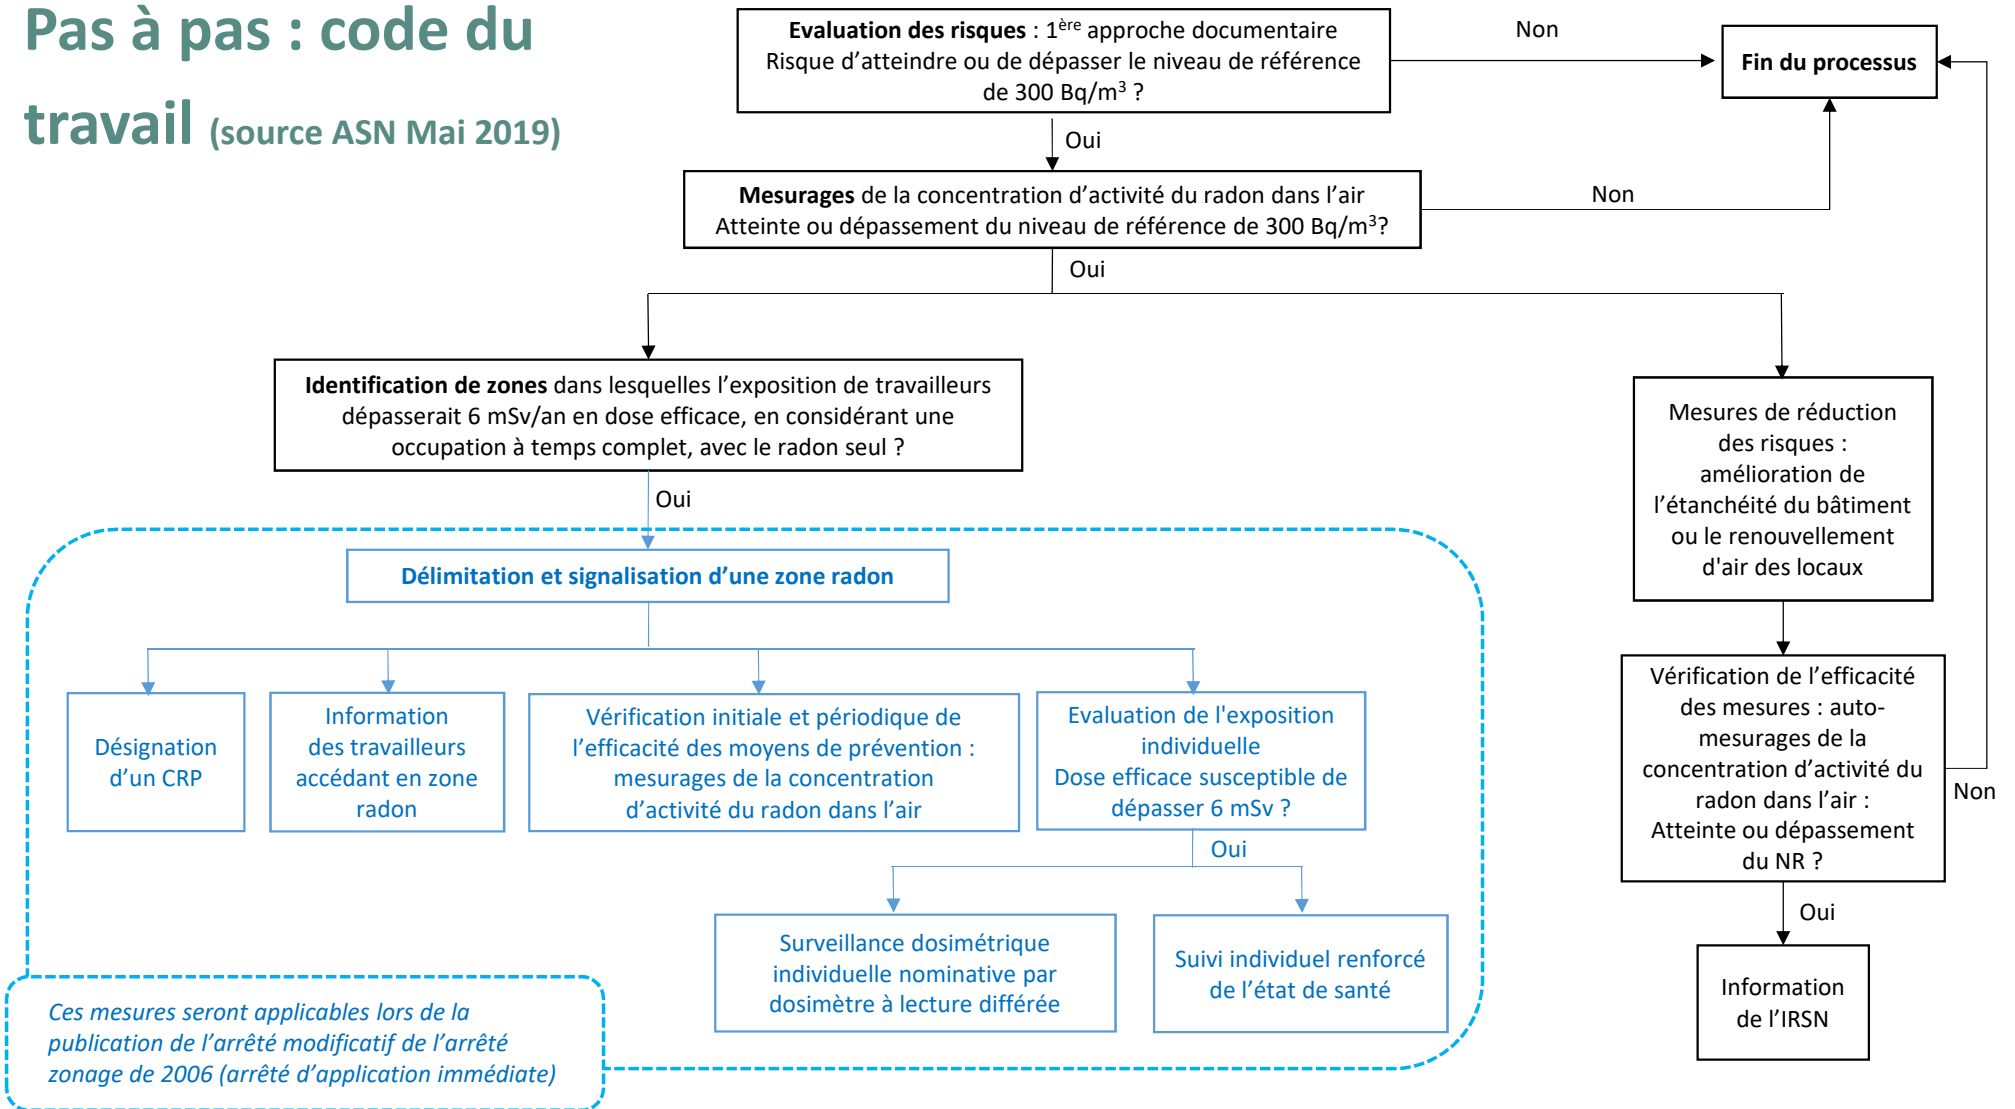 Pas à pas : code du
travail (source ASN Mai 2019)
Evaluation des risques : 1ère approche documentaire
Risque d’atteindre ou de dépasser le niveau de référence
de 300 Bq/m³ ?
Non
Fin du processus
Oui
Mesurages de la concentration d’activité du radon dans l’air
Atteinte ou dépassement du niveau de référence de 300 Bq/m³?
Non
Oui
Identification de zones dans lesquelles l’exposition de travailleurs
dépasserait 6 mSv/an en dose efficace, en considérant une
occupation à temps complet, avec le radon seul ?
Oui
Mesures de réduction
des risques :
amélioration de
l’étanchéité du bâtiment
ou le renouvellement
d'air des locaux
Délimitation et signalisation d’une zone radon
Désignation
d’un CRP
Information
des travailleurs
accédant en zone
radon
Vérification initiale et périodique de
l’efficacité des moyens de prévention :
mesurages de la concentration
d’activité du radon dans l’air
Evaluation de l'exposition
individuelle
Dose efficace susceptible de
dépasser 6 mSv ?
Oui
Vérification de l’efficacité
des mesures : auto-
mesurages de la
concentration d’activité du
radon dans l’air :
Atteinte ou dépassement
du NR ?
Non
Oui
Surveillance dosimétrique
individuelle nominative par
dosimètre à lecture différée
Suivi individuel renforcé
de l’état de santé
Information
de l’IRSN
Ces mesures seront applicables lors de la
publication de l’arrêté modificatif de l’arrêté
zonage de 2006 (arrêté d’application immédiate)